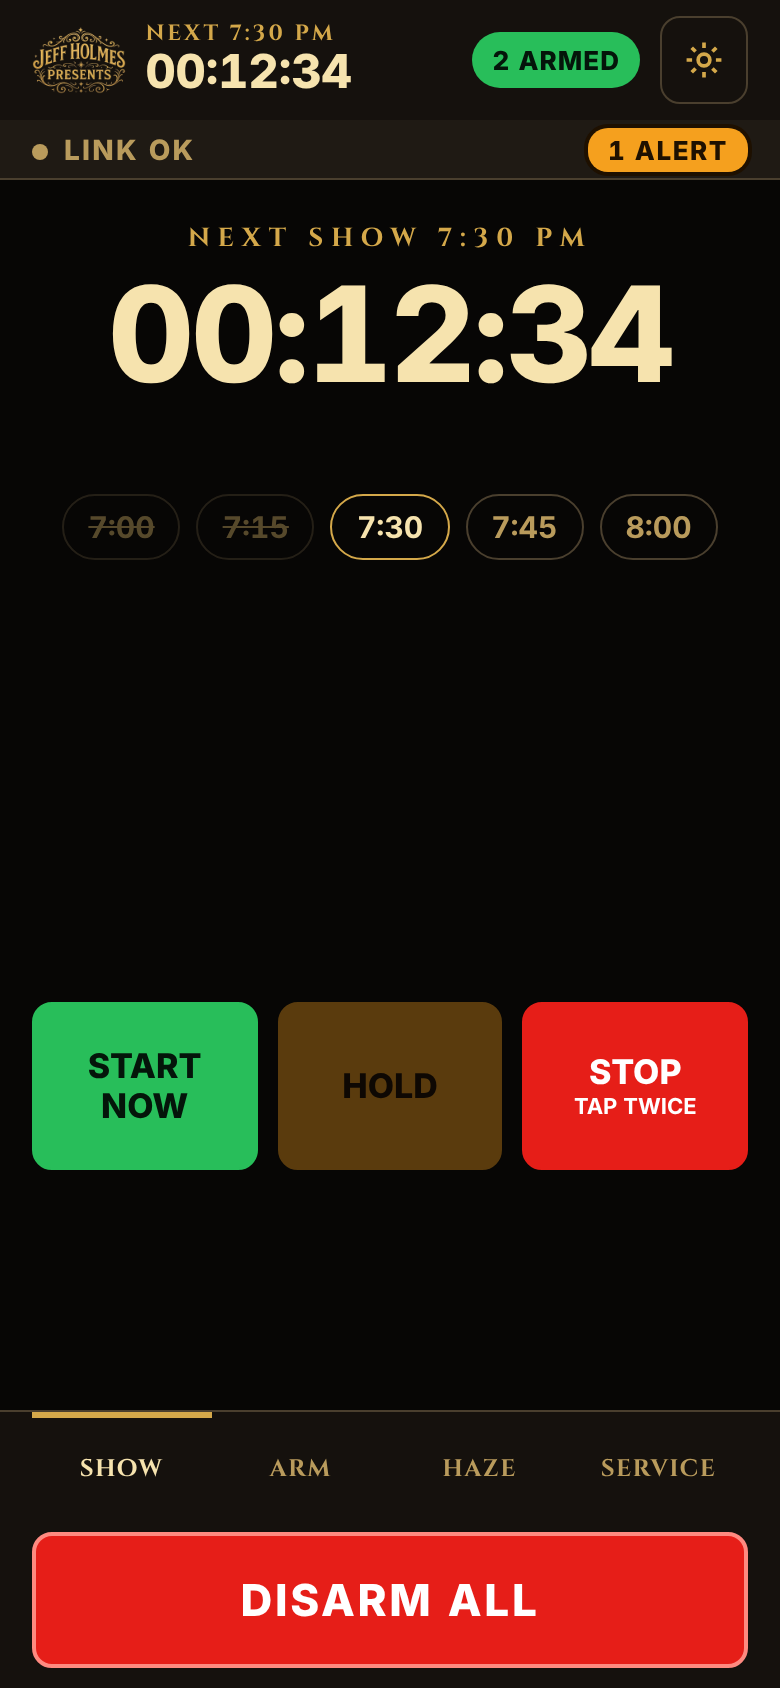 JEFF HOLMES
PRESENTS
NEXT 7:30 PM
00:12:34
2 ARMED
LINK OK
1 ALERT
NEXT SHOW 7:30 PM
00:12:34
7:00 7:15 7:30 7:45 8:00
START
NOW
HOLD
STOP
TAP TWICE
SHOW ARM HAZE SERVICE
DISARM ALL